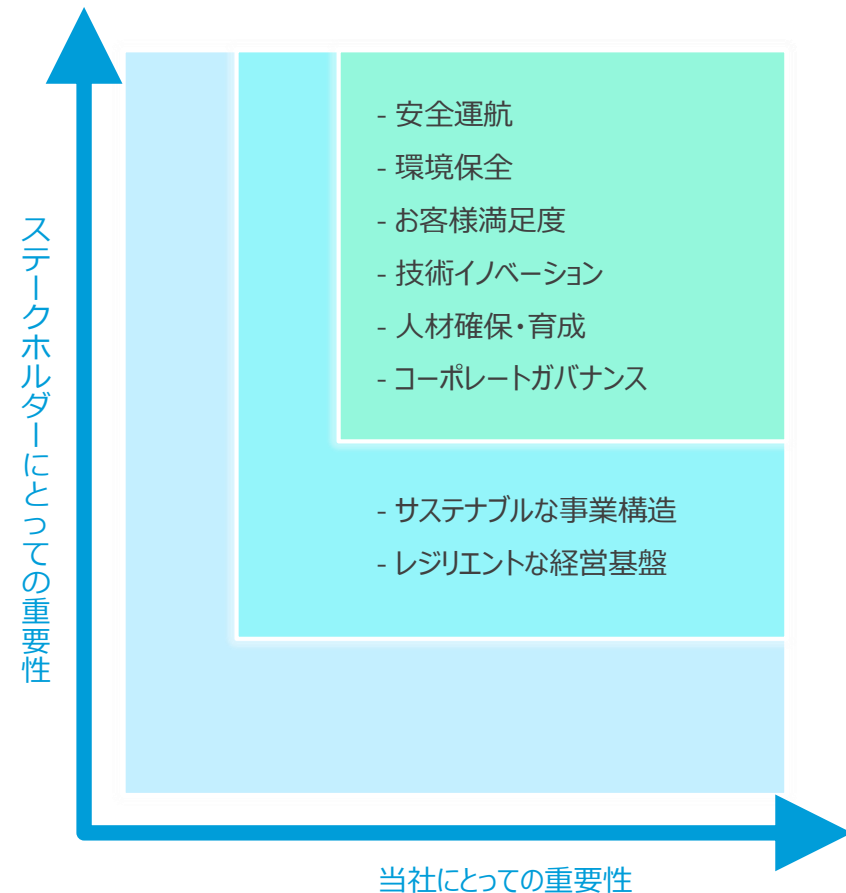 ステークホルダーにとっての重要性
- 安全運航
- 環境保全
- お客様満足度
- 技術イノベーション
- 人材確保・育成
- コーポレートガバナンス
- サステナブルな事業構造
- レジリエントな経営基盤
当社にとっての重要性